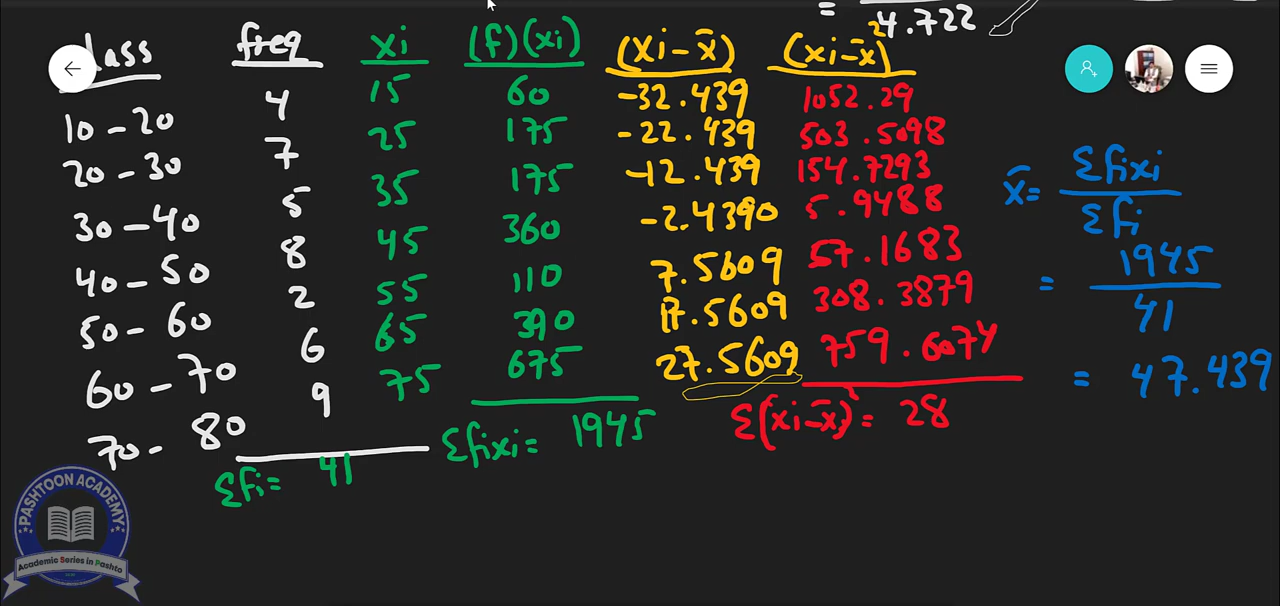 = 4.722
class freq xi (f)(xi) (xi-x̄) (xi-x̄)²
10-20 4 15 60 -32.439 1052.29
20-30 7 25 175 -22.439 503.5098
30-40 5 35 175 -12.439 154.7293
40-50 8 45 360 -2.4390 5.9488
50-60 2 55 110 7.5609 57.1683
60-70 6 65 390 17.5609 308.3879
70-80 9 75 675 27.5609 759.6074
Σfi= 41 Σfixi= 1945 Σ(xi-x̄)²= 28
x̄= Σfixi / Σfi
= 1945 / 41
= 47.439
PASHTOON ACADEMY
Academic Series in Pashto